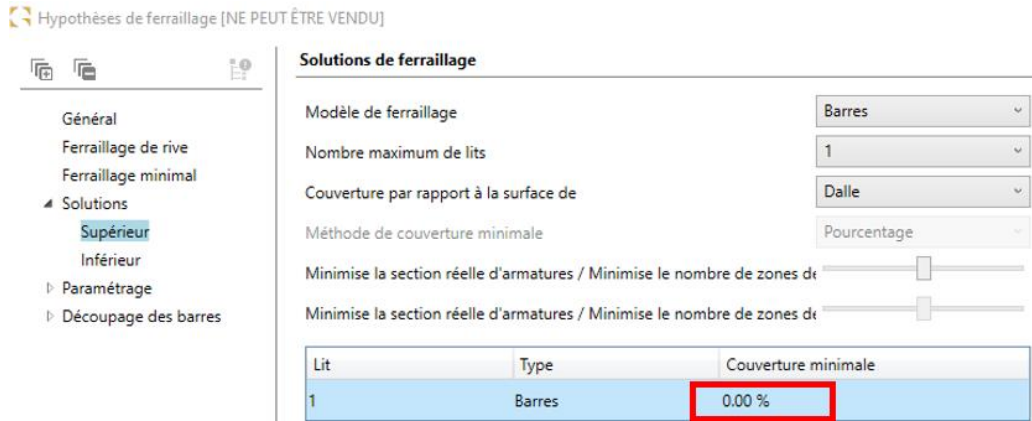 Hypothèses de ferraillage [NE PEUT ÊTRE VENDU]
Solutions de ferraillage
Général
Ferraillage de rive
Ferraillage minimal
Solutions
Supérieur
Inférieur
Paramétrage
Découpage des barres
Modèle de ferraillage Barres
Nombre maximum de lits 1
Couverture par rapport à la surface de Dalle
Méthode de couverture minimale Pourcentage
Minimise la section réelle d'armatures / Minimise le nombre de zones de
Minimise la section réelle d'armatures / Minimise le nombre de zones de
Lit Type Couverture minimale
1 Barres 0.00 %